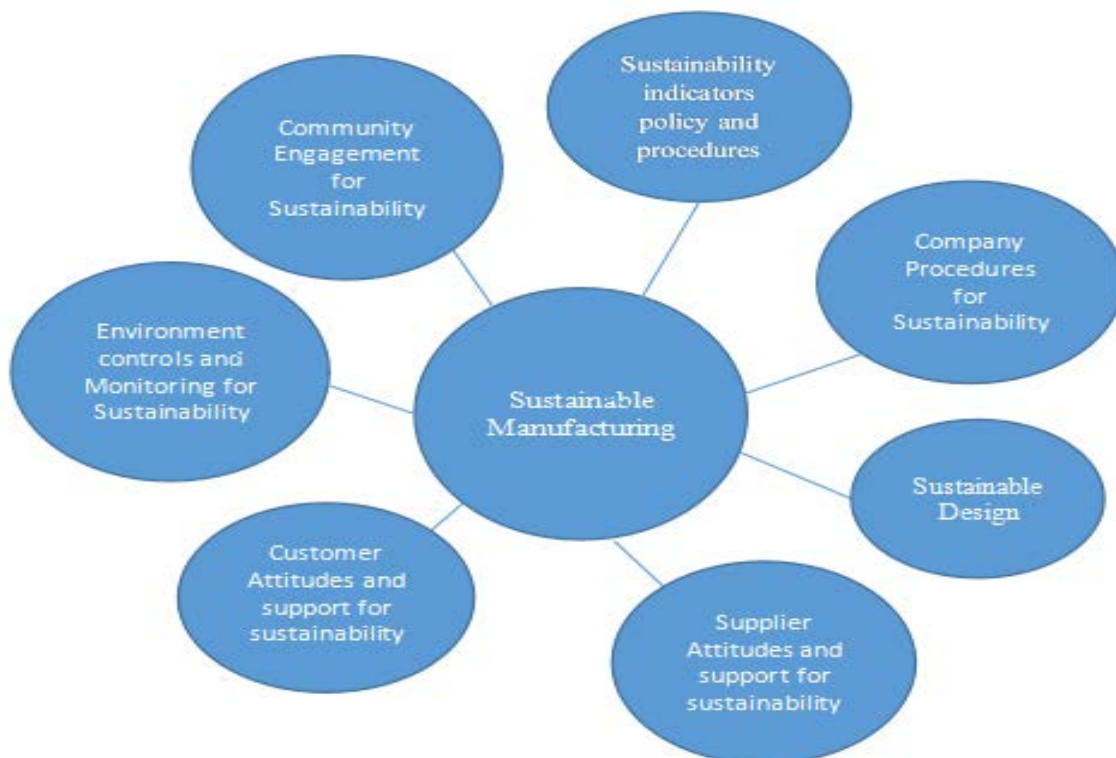 Sustainability
indicators
policy and
procedures
Community
Engagement
for
Sustainability
Company
Procedures
for
Sustainability
Environment
controls and
Monitoring for
Sustainability
Sustainable
Manufacturing
Sustainable
Design
Customer
Attitudes and
support for
sustainability
Supplier
Attitudes and
support for
sustainability